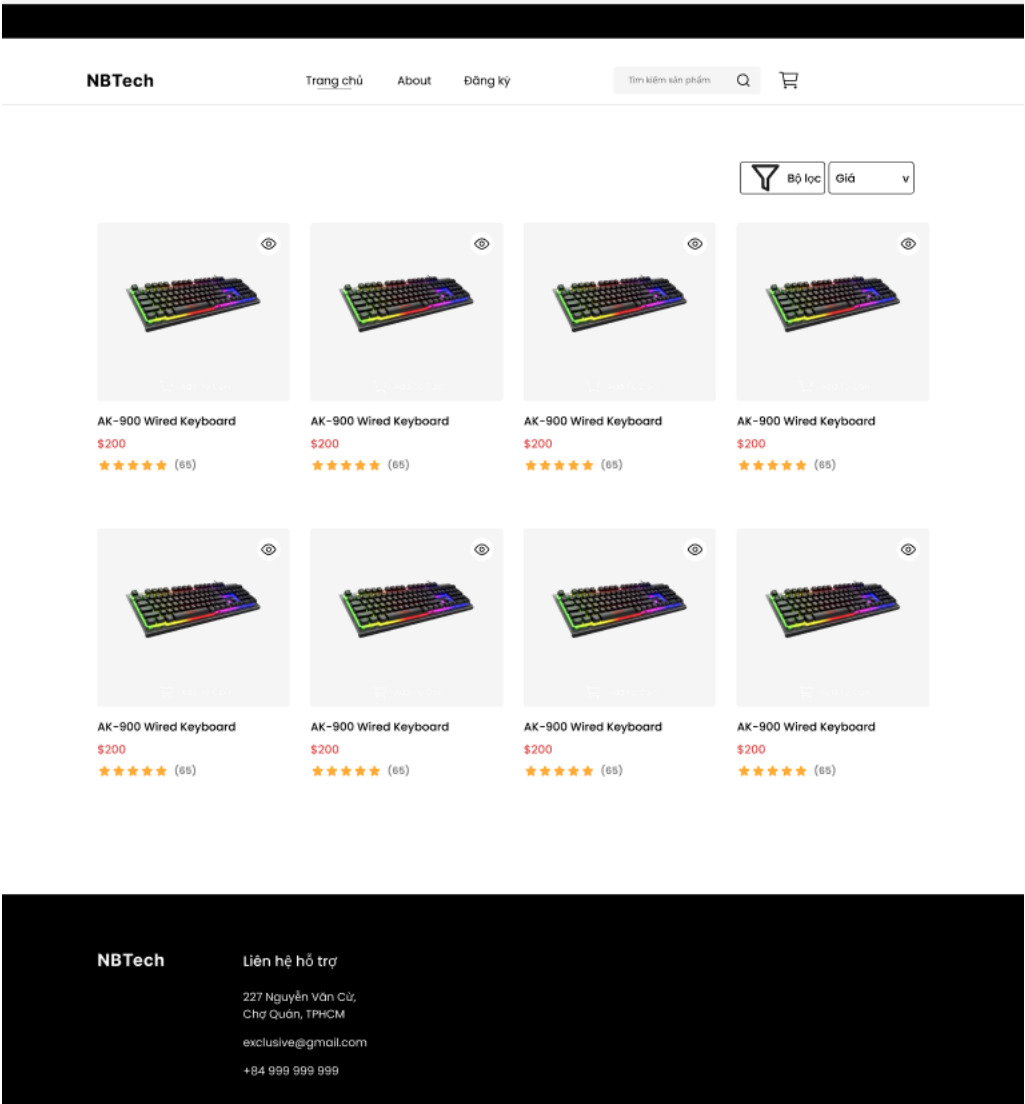 NBTech
Trang chủ
About
Đăng ký
Tìm kiếm sản phẩm
Bộ lọc
Giá v
AK-900 Wired Keyboard
$200
(65)
AK-900 Wired Keyboard
$200
(65)
AK-900 Wired Keyboard
$200
(65)
AK-900 Wired Keyboard
$200
(65)
AK-900 Wired Keyboard
$200
(65)
AK-900 Wired Keyboard
$200
(65)
AK-900 Wired Keyboard
$200
(65)
AK-900 Wired Keyboard
$200
(65)
NBTech
Liên hệ hỗ trợ
227 Nguyễn Văn Cừ,
Chợ Quán, TPHCM
exclusive@gmail.com
+84 999 999 999